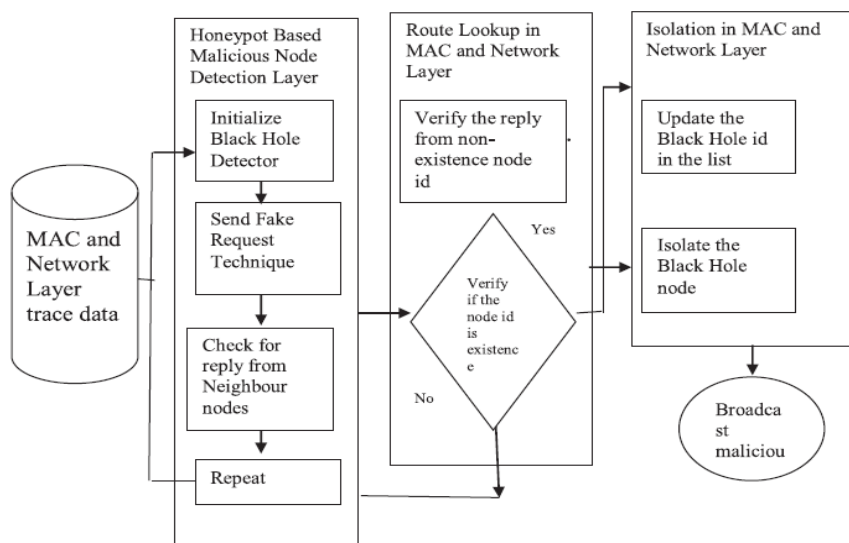 MAC and
Network
Layer
trace data
Honeypot Based
Malicious Node
Detection Layer
Initialize
Black Hole
Detector
Send Fake
Request
Technique
Check for
reply from
Neighbour
nodes
Repeat
Route Lookup in
MAC and Network
Layer
Verify the reply
from non-
existence node
id
Yes
Verify
if the
node id
is
existenc
e
No
Isolation in MAC and
Network Layer
Update the
Black Hole id
in the list
Isolate the
Black Hole
node
Broadca
st
maliciou